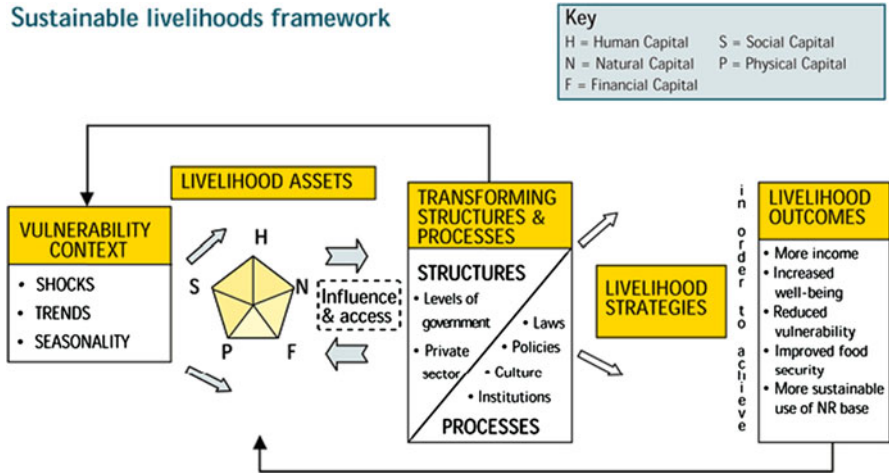 Sustainable livelihoods framework
Key
H = Human Capital S = Social Capital
N = Natural Capital P = Physical Capital
F = Financial Capital
LIVELIHOOD ASSETS
VULNERABILITY
CONTEXT
• SHOCKS
• TRENDS
• SEASONALITY
H
S
N
P
F
Influence
& access
TRANSFORMING
STRUCTURES &
PROCESSES
STRUCTURES
• Levels of
government
• Private
sector
• Laws
• Policies
• Culture
• Institutions
PROCESSES
LIVELIHOOD
STRATEGIES
in order to achieve
LIVELIHOOD
OUTCOMES
• More income
• Increased
well-being
• Reduced
vulnerability
• Improved food
security
• More sustainable
use of NR base